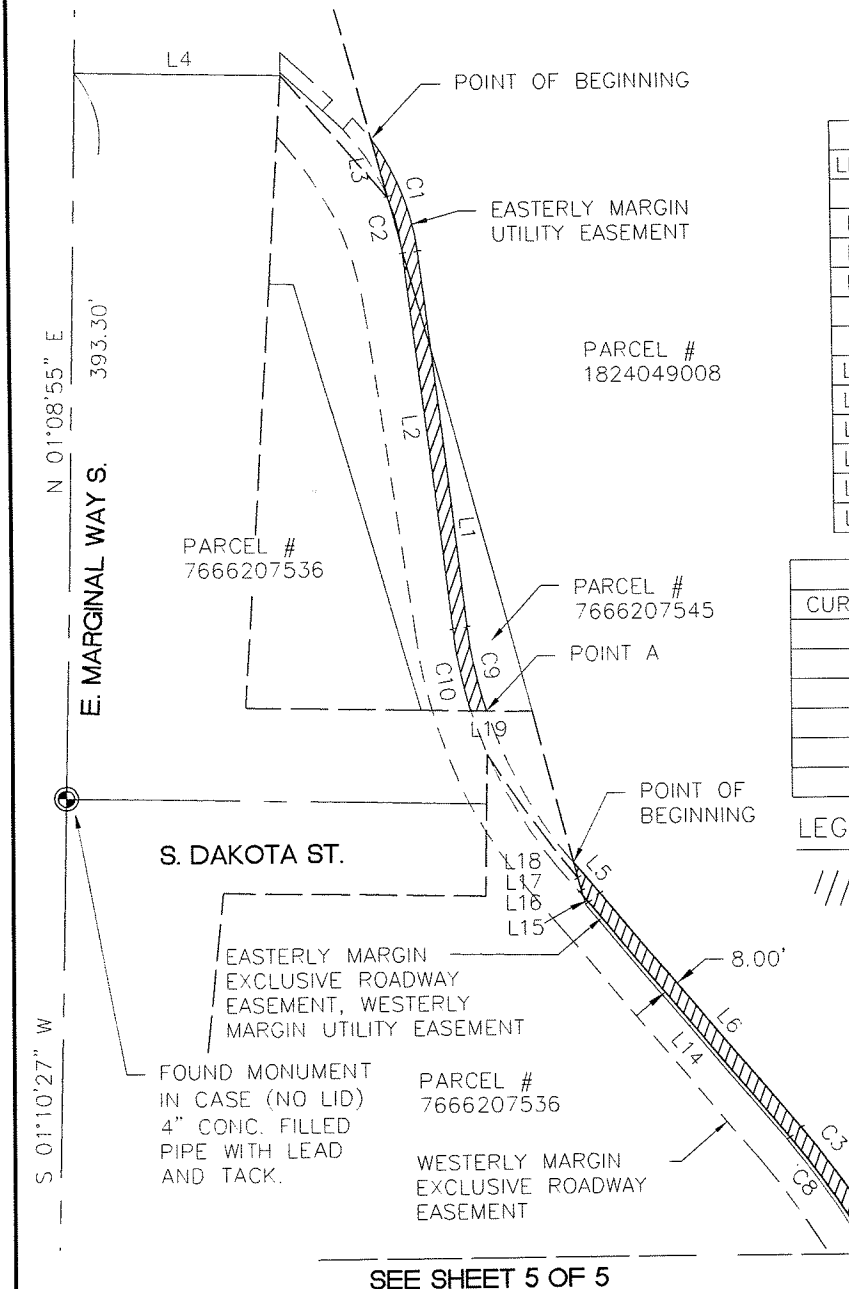 L4
POINT OF BEGINNING
L3
C1
C2
EASTERLY MARGIN
UTILITY EASEMENT
N 01°08'55" E
393.30'
PARCEL #
1824049008
L2
E. MARGINAL WAY S.
L1
PARCEL #
7666207536
PARCEL #
7666207545
POINT A
C10
C9
L19
POINT OF
BEGINNING
S. DAKOTA ST.
L18
L17
L16
L15
L5
EASTERLY MARGIN
EXCLUSIVE ROADWAY
EASEMENT, WESTERLY
MARGIN UTILITY EASEMENT
8.00'
L6
L14
S 01°10'27" W
FOUND MONUMENT
IN CASE (NO LID)
4" CONC. FILLED
PIPE WITH LEAD
AND TACK.
PARCEL #
7666207536
C3
C8
WESTERLY MARGIN
EXCLUSIVE ROADWAY
EASEMENT
SEE SHEET 5 OF 5
CUR
LEG